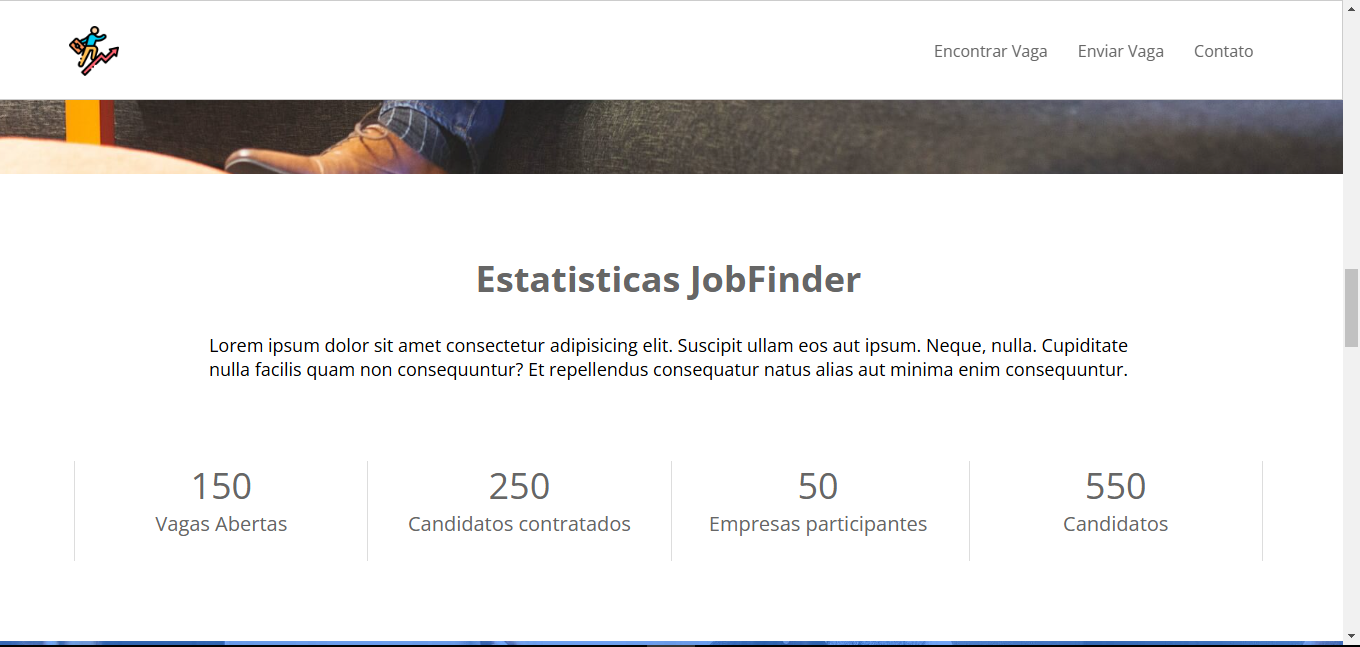 Encontrar Vaga Enviar Vaga Contato
Estatisticas JobFinder
Lorem ipsum dolor sit amet consectetur adipisicing elit. Suscipit ullam eos aut ipsum. Neque, nulla. Cupiditate
nulla facilis quam non consequuntur? Et repellendus consequatur natus alias aut minima enim consequuntur.
150
Vagas Abertas
250
Candidatos contratados
50
Empresas participantes
550
Candidatos